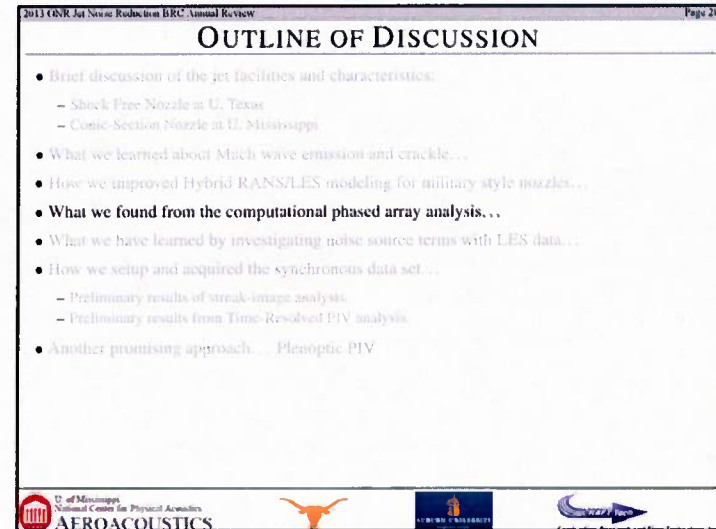 2013 ONR Jet Noise Reduction BRC Annual Review
Page 20
OUTLINE OF DISCUSSION
• Brief discussion of the jet facilities and characteristics:
– Shock Free Nozzle at U. Texas
– Conic-Section Nozzle at U. Mississippi
• What we learned about Mach wave emission and crackle...
• How we improved Hybrid RANS/LES modeling for military style nozzles...
• What we found from the computational phased array analysis...
• What we have learned by investigating noise source terms with LES data...
• How we setup and acquired the synchronous data set...
– Preliminary results of streak-image analysis.
– Preliminary results from Time-Resolved PIV analysis.
• Another promising approach... Plenoptic PIV
U. of Mississippi
National Center for Physical Acoustics
AEROACOUSTICS
AUBURN UNIVERSITY